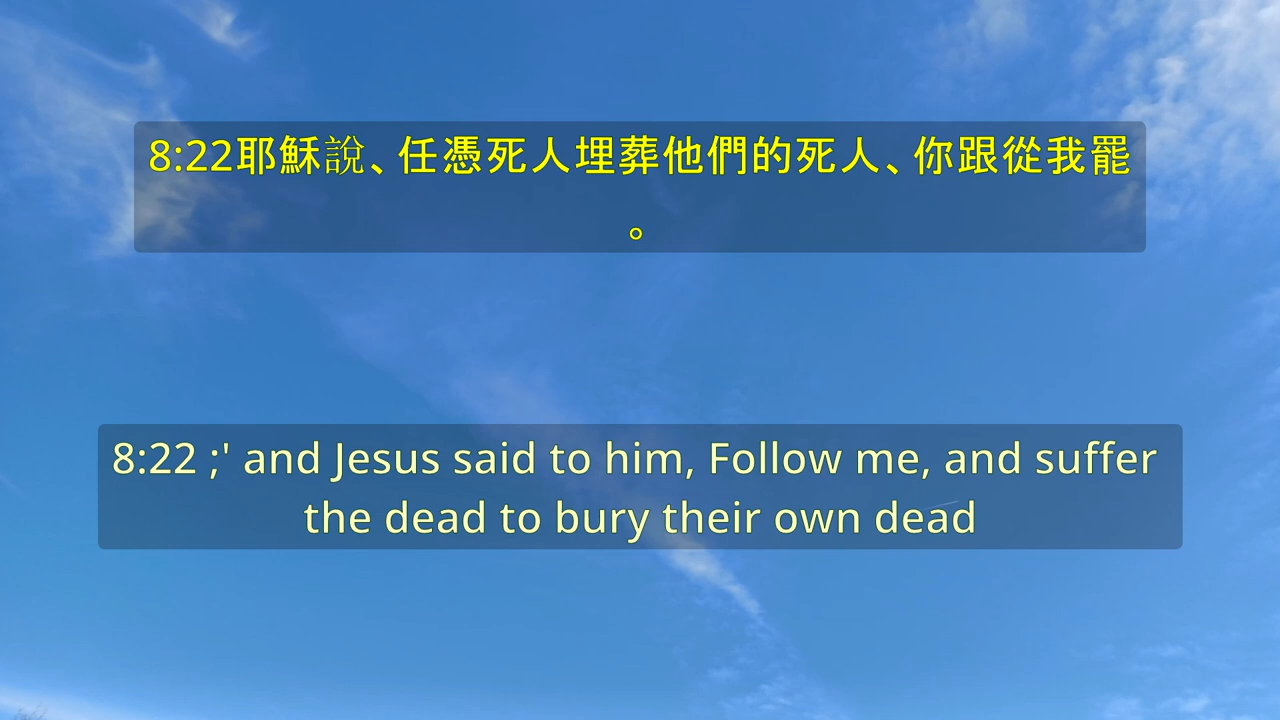 8:22耶穌說、任憑死人埋葬他們的死人、你跟從我罷
。
8:22 ;' and Jesus said to him, Follow me, and suffer
the dead to bury their own dead